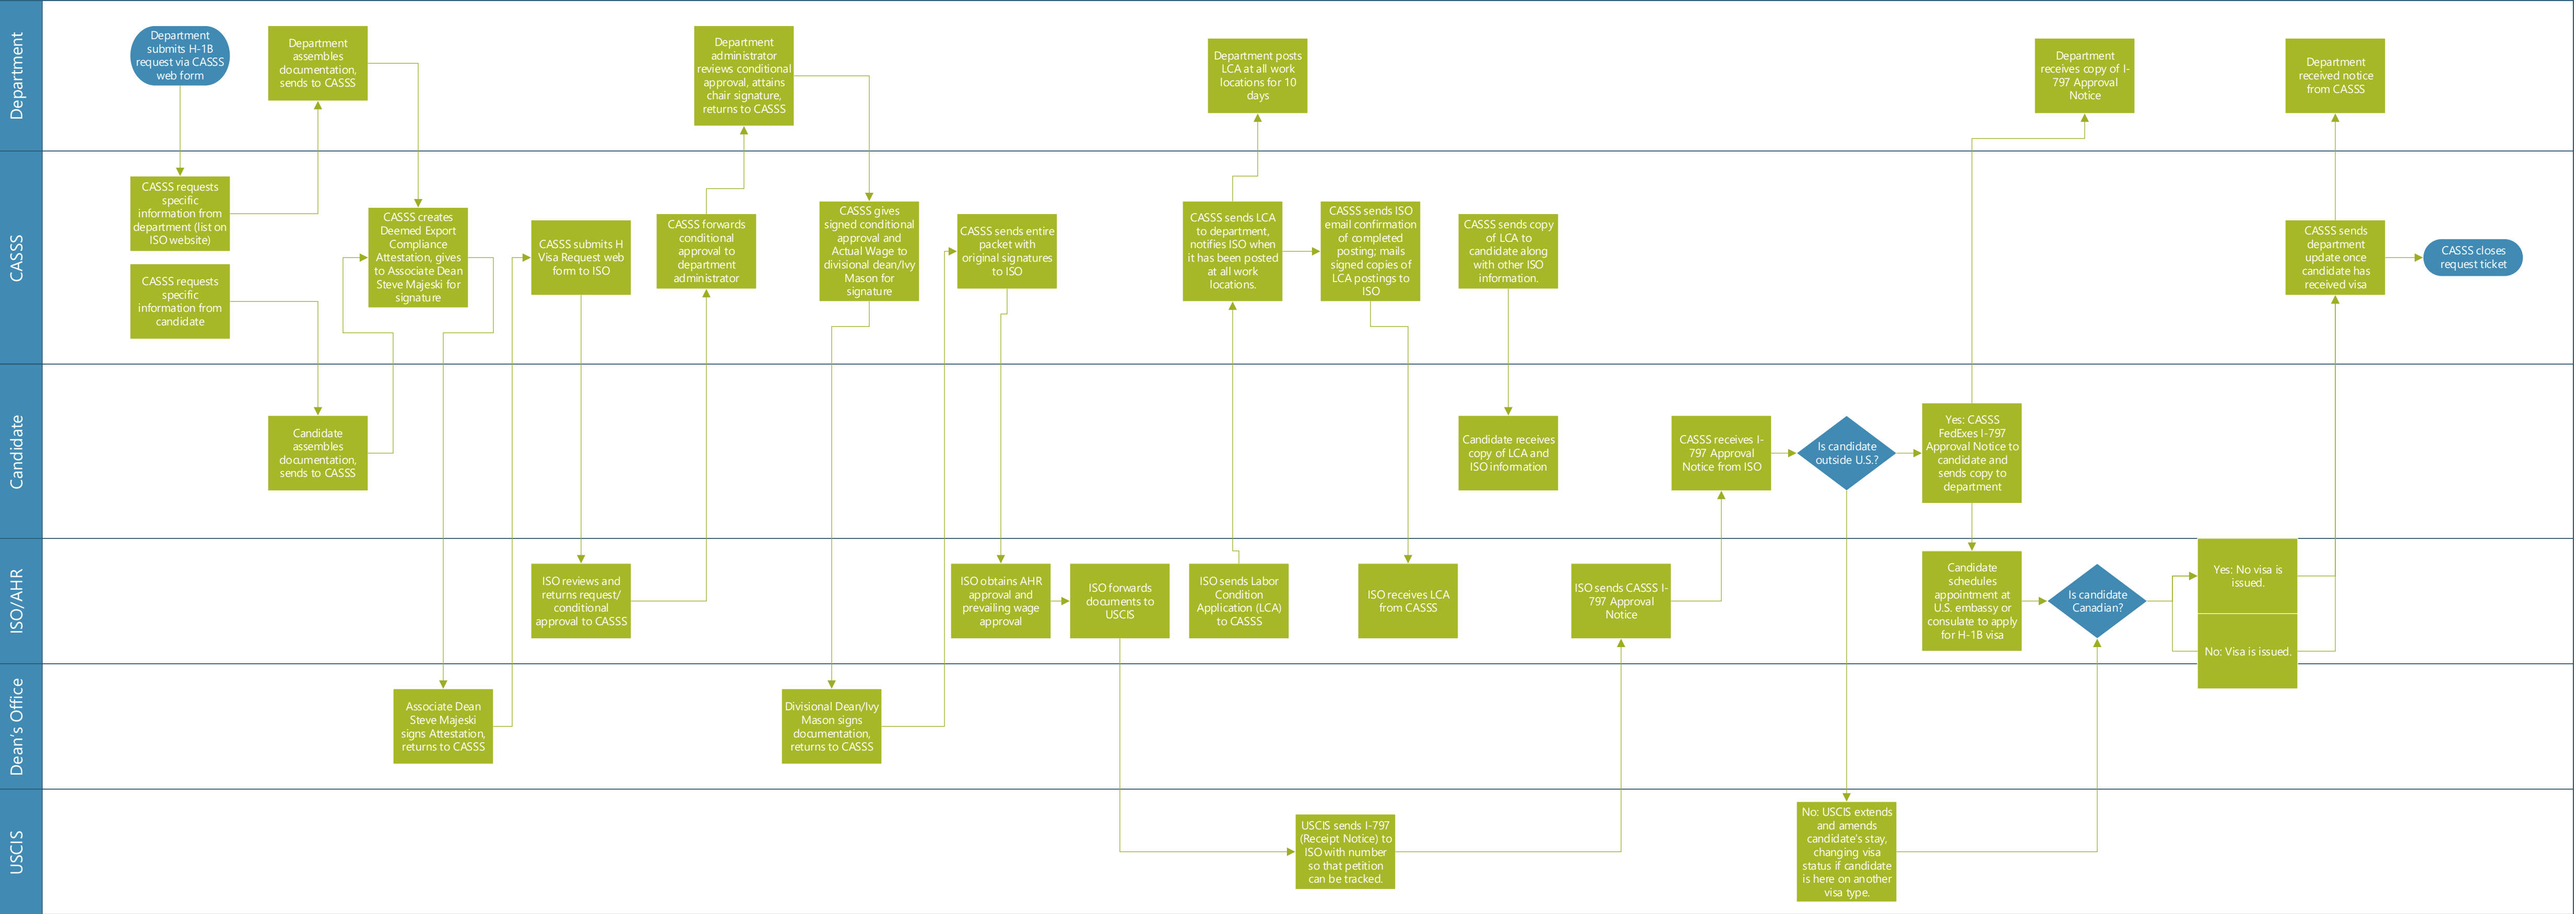 Department
Department
submits H-1B
request via CASSS
web form
Department
assembles
documentation,
sends to CASSS
Department
administrator
reviews conditional
approval, attains
chair signature,
returns to CASSS
Department posts
LCA at all work
locations for 10
days
Department
receives copy of I-
797 Approval
Notice
Department
received notice
from CASSS
CASSS
CASSS requests
specific
information from
department (list on
ISO website)
CASSS requests
specific
information from
candidate
CASSS creates
Deemed Export
Compliance
Attestation, gives
to Associate Dean
Steve Majeski for
signature
CASSS submits H
Visa Request web
form to ISO
CASSS forwards
conditional
approval to
department
administrator
CASSS gives
signed conditional
approval and
Actual Wage to
divisional dean/Ivy
Mason for
signature
CASSS sends entire
packet with
original signatures
to ISO
CASSS sends LCA
to department,
notifies ISO when
it has been posted
at all work
locations.
CASSS sends ISO
email confirmation
of completed
posting; mails
signed copies of
LCA postings to
ISO
CASSS sends copy
of LCA to
candidate along
with other ISO
information.
CASSS sends
department
update once
candidate has
received visa
CASSS closes
request ticket
Candidate
Candidate
assembles
documentation,
sends to CASSS
Candidate receives
copy of LCA and
ISO information
CASSS receives I-
797 Approval
Notice from ISO
Is candidate
outside U.S.?
Yes: CASSS
FedExes I-797
Approval Notice to
candidate and
sends copy to
department
ISO/AHR
ISO reviews and
returns request/
conditional
approval to CASSS
ISO obtains AHR
approval and
prevailing wage
approval
ISO forwards
documents to
USCIS
ISO sends Labor
Condition
Application (LCA)
to CASSS
ISO receives LCA
from CASSS
ISO sends CASSS I-
797 Approval
Notice
Candidate
schedules
appointment at
U.S. embassy or
consulate to apply
for H-1B visa
Is candidate
Canadian?
Yes: No visa is
issued.
No: Visa is issued.
Dean's Office
Associate Dean
Steve Majeski
signs Attestation,
returns to CASSS
Divisional Dean/Ivy
Mason signs
documentation,
returns to CASSS
USCIS
USCIS sends I-797
(Receipt Notice) to
ISO with number
so that petition
can be tracked.
No: USCIS extends
and amends
candidate's stay,
changing visa
status if candidate
is here on another
visa type.